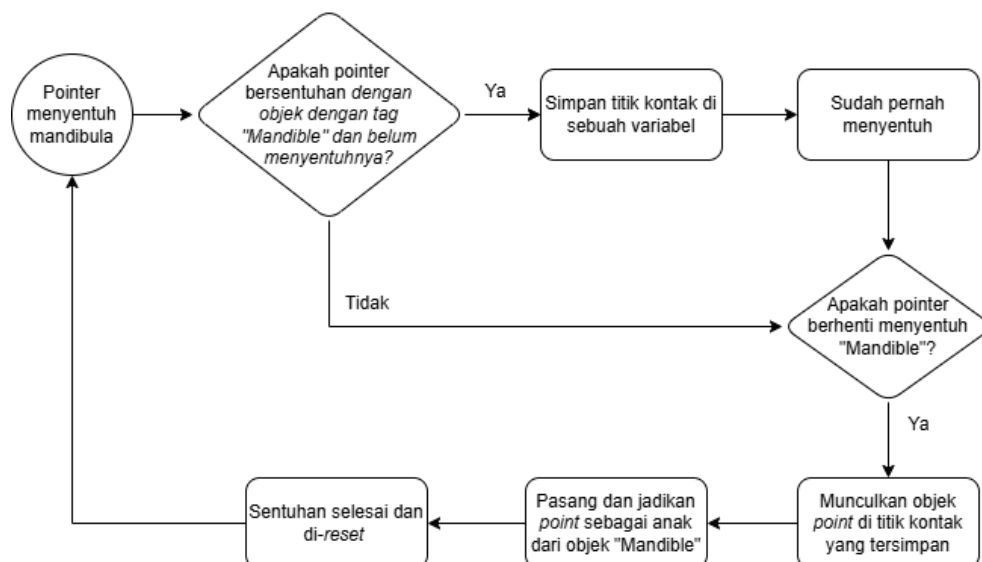 Pointer
menyentuh
mandibula
Apakah pointer
bersentuhan dengan
objek dengan tag
"Mandible" dan belum
menyentuhnya?
Ya
Simpan titik kontak di
sebuah variabel
Sudah pernah
menyentuh
Tidak
Apakah pointer
berhenti menyentuh
"Mandible"?
Ya
Munculkan objek
point di titik kontak
yang tersimpan
Pasang dan jadikan
point sebagai anak
dari objek "Mandible"
Sentuhan selesai dan
di-reset